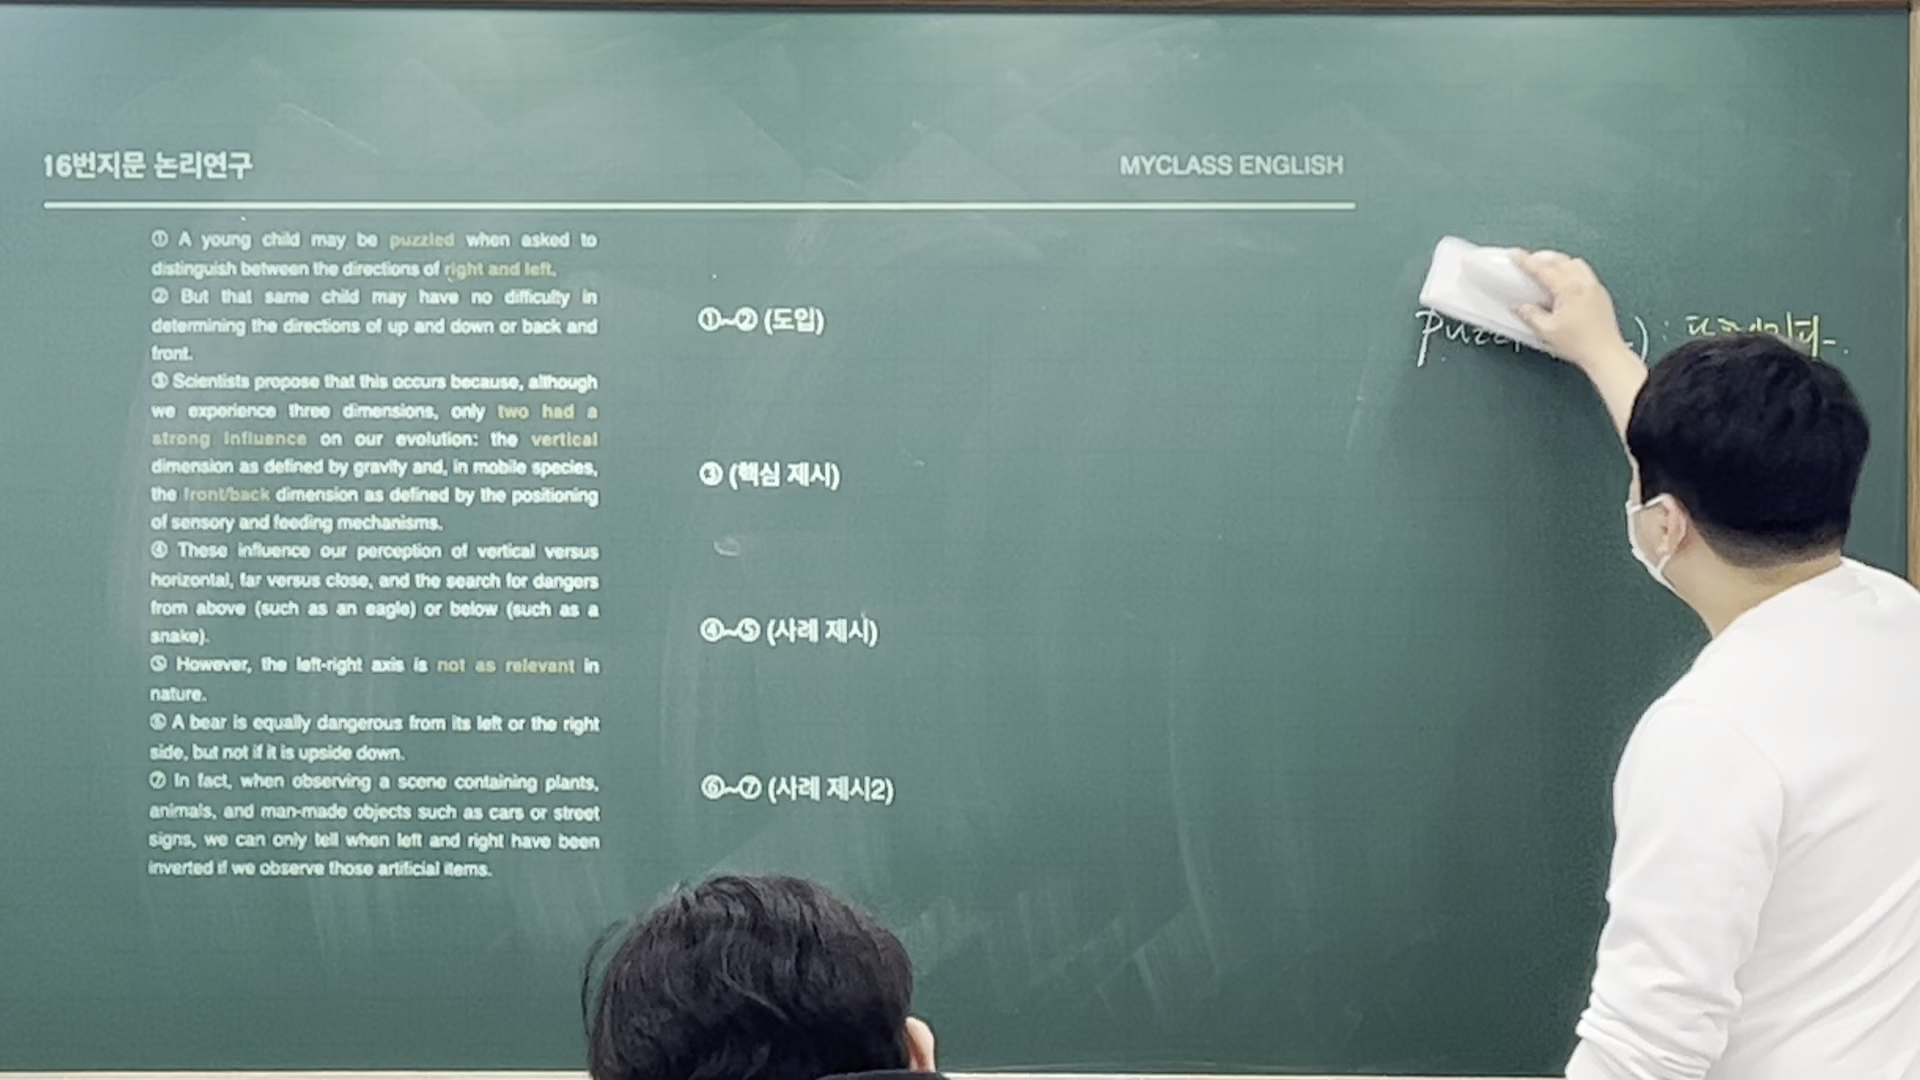 16번지문 논리연구
MYCLASS ENGLISH
① A young child may be puzzled when asked to
distinguish between the directions of right and left.
② But that same child may have no difficulty in
determining the directions of up and down or back and
front.
③ Scientists propose that this occurs because, although
we experience three dimensions, only two had a
strong influence on our evolution: the vertical
dimension as defined by gravity and, in mobile species,
the front/back dimension as defined by the positioning
of sensory and feeding mechanisms.
④ These influence our perception of vertical versus
horizontal, far versus close, and the search for dangers
from above (such as an eagle) or below (such as a
snake).
⑤ However, the left-right axis is not as relevant in
nature.
⑥ A bear is equally dangerous from its left or the right
side, but not if it is upside down.
⑦ In fact, when observing a scene containing plants,
animals, and man-made objects such as cars or street
signs, we can only tell when left and right have been
inverted if we observe those artificial items.
①~② (도입)
③ (핵심 제시)
④~⑤ (사례 제시)
⑥~⑦ (사례 제시2)